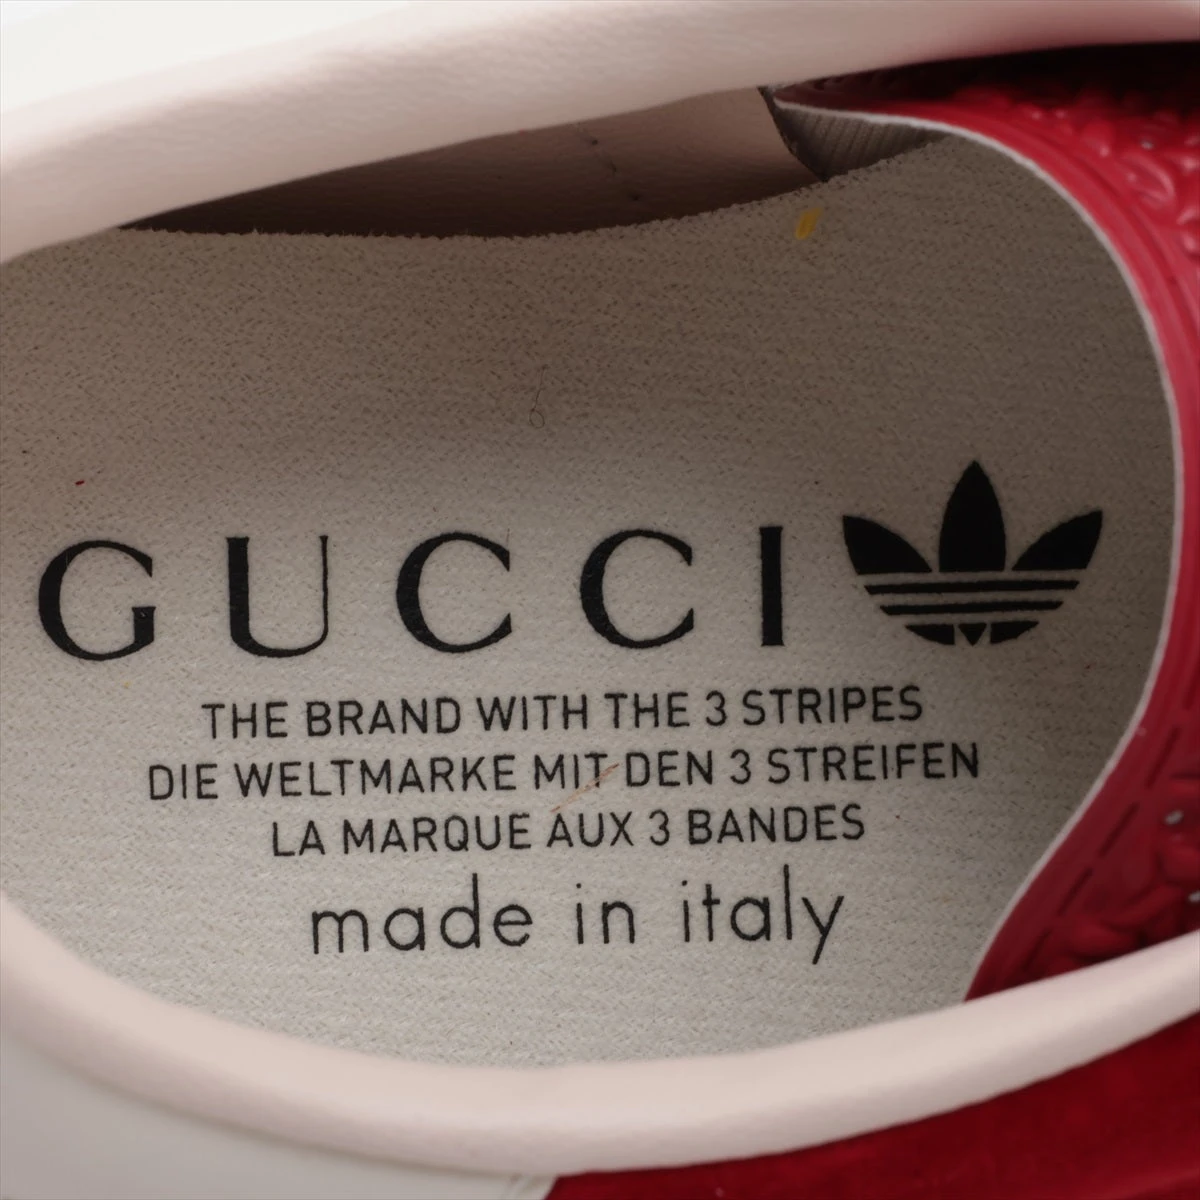 GUCCI
THE BRAND WITH THE 3 STRIPES
DIE WELTMARKE MIT DEN 3 STREIFEN
LA MARQUE AUX 3 BANDES
made in italy